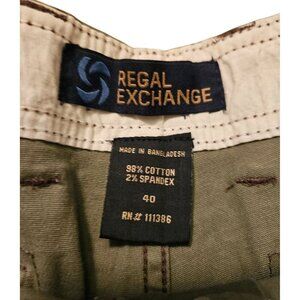 REGAL
EXCHANGE
MADE IN BANGLADESH
98% COTTON
2% SPANDEX
40
RN# 111386